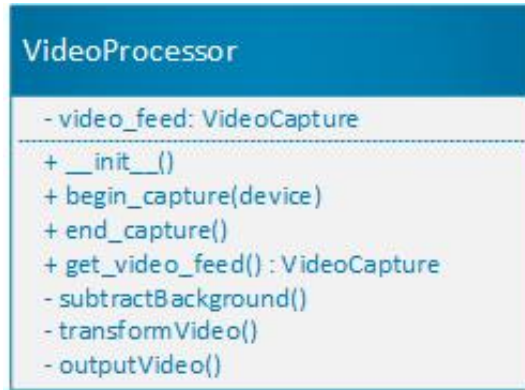 VideoProcessor
- video_feed: VideoCapture
+ __init__()
+ begin_capture(device)
+ end_capture()
+ get_video_feed() : VideoCapture
- subtractBackground()
- transformVideo()
- outputVideo()